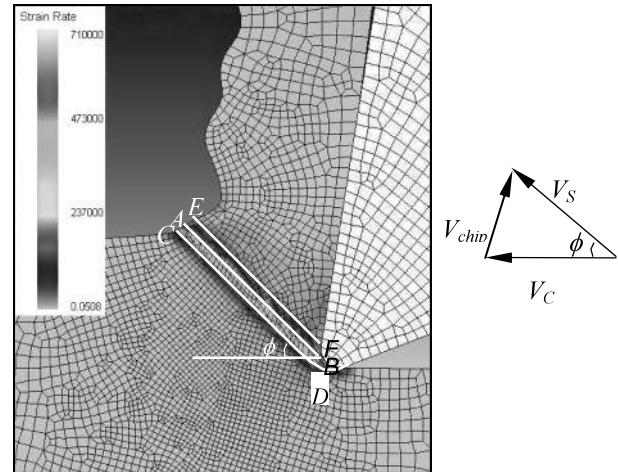 Strain Rate
710000
473000
237000
0.0508
E
A
C
ϕ
F
B
D
V_S
V_chip
ϕ
V_C